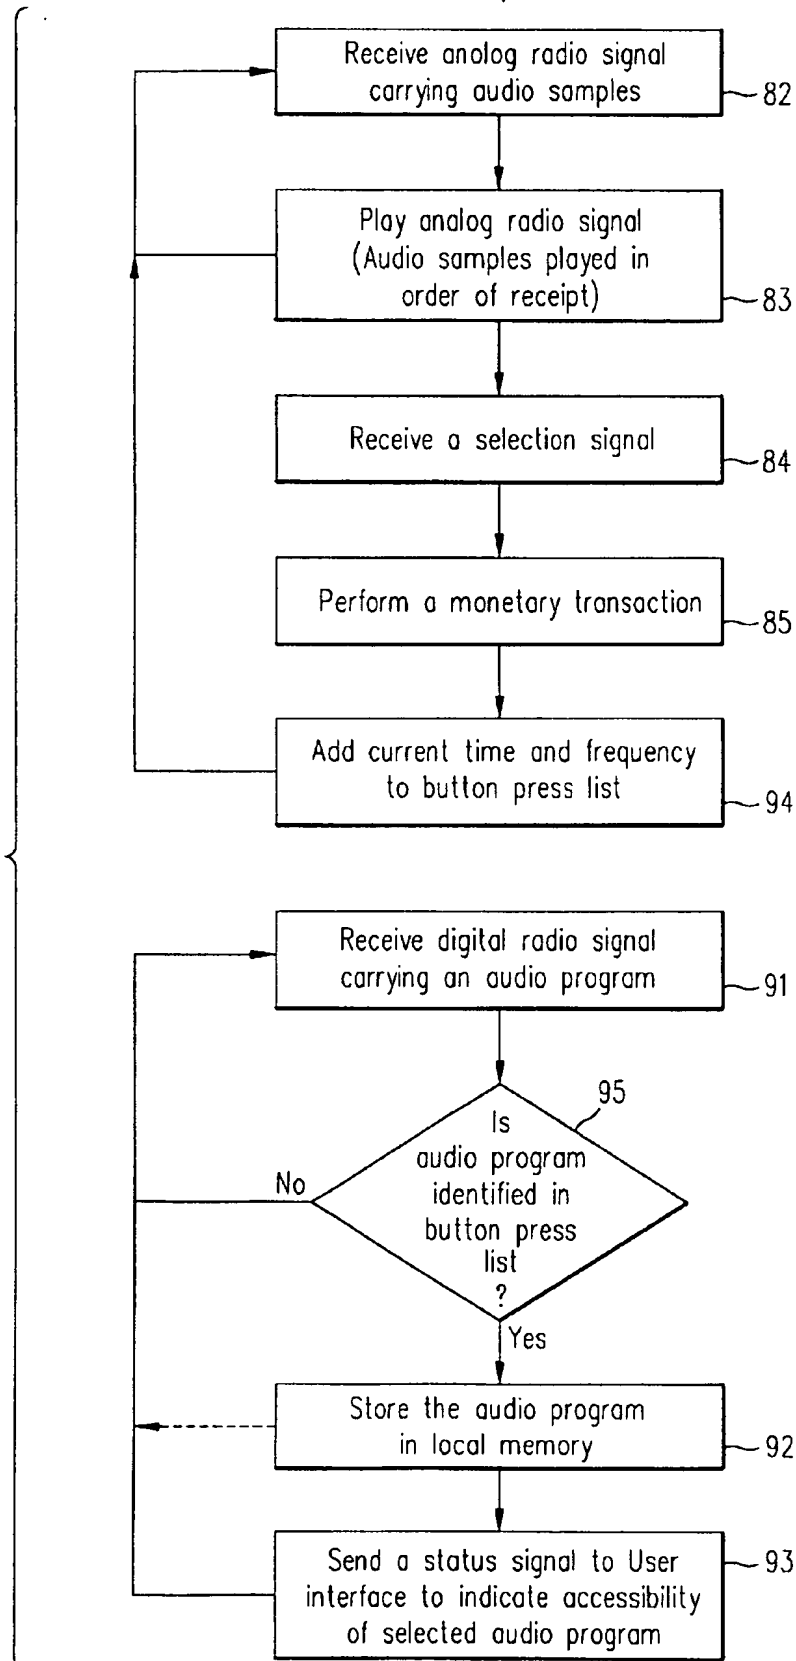 Receive analog radio signal
carrying audio samples
82
Play analog radio signal
(Audio samples played in
order of receipt)
83
Receive a selection signal
84
Perform a monetary transaction
85
Add current time and frequency
to button press list
94
Receive digital radio signal
carrying an audio program
91
95
Is
audio program
identified in
button press
list
?
No
Yes
Store the audio program
in local memory
92
Send a status signal to User
interface to indicate accessibility
of selected audio program
93